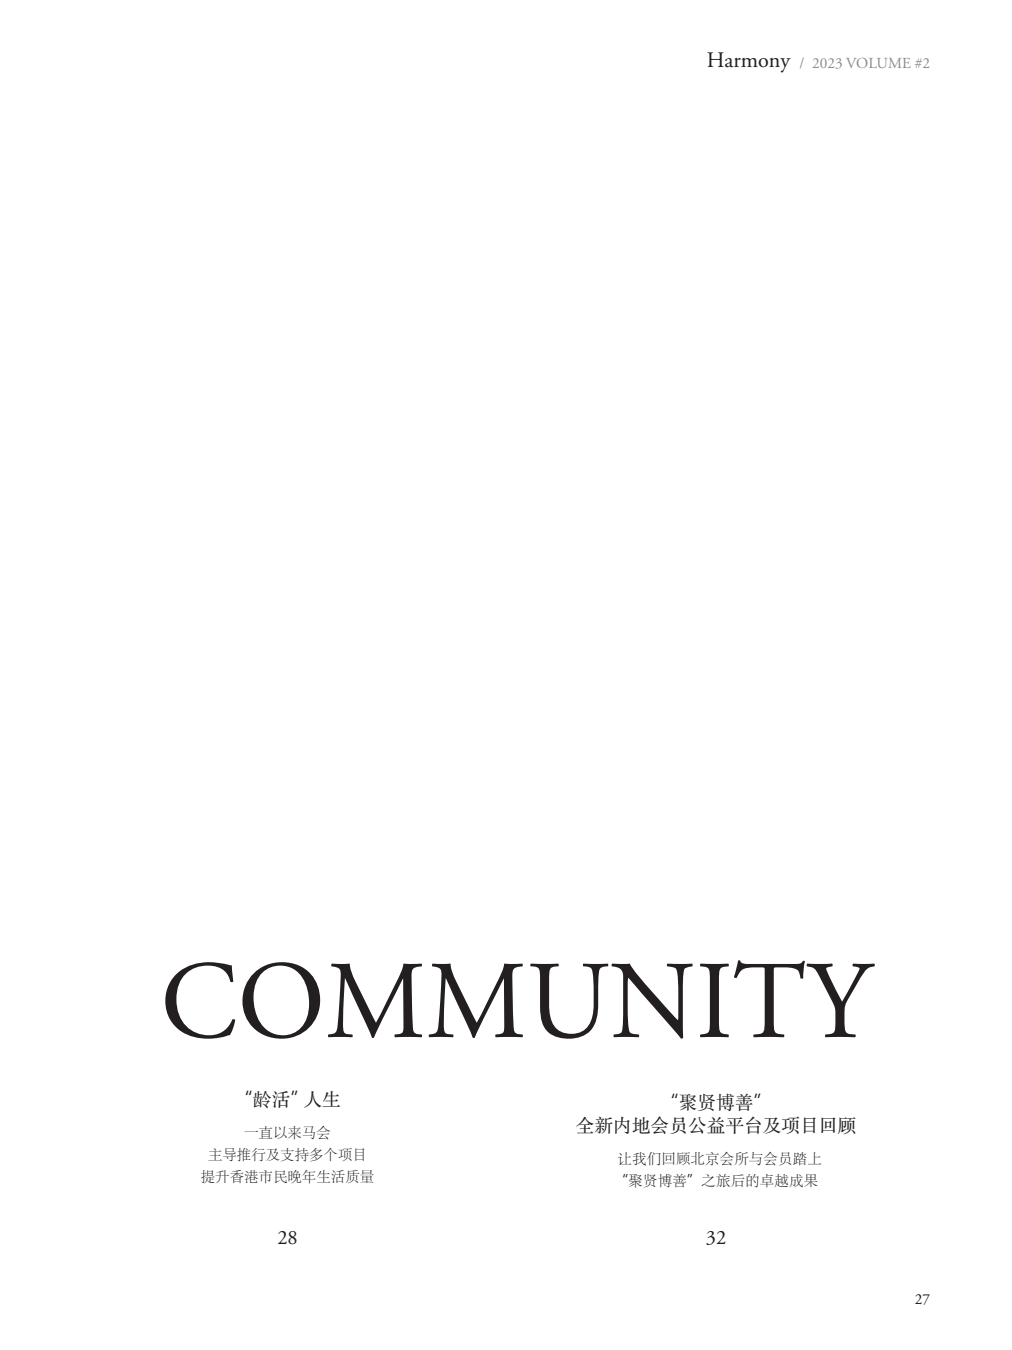 Harmony / 2023 VOLUME #2
COMMUNITY
“龄活”人生
一直以来马会
主导推行及支持多个项目
提升香港市民晚年生活质量
28
“聚贤博善”
全新内地会员公益平台及项目回顾
让我们回顾北京会所与会员踏上
“聚贤博善”之旅后的卓越成果
32
27